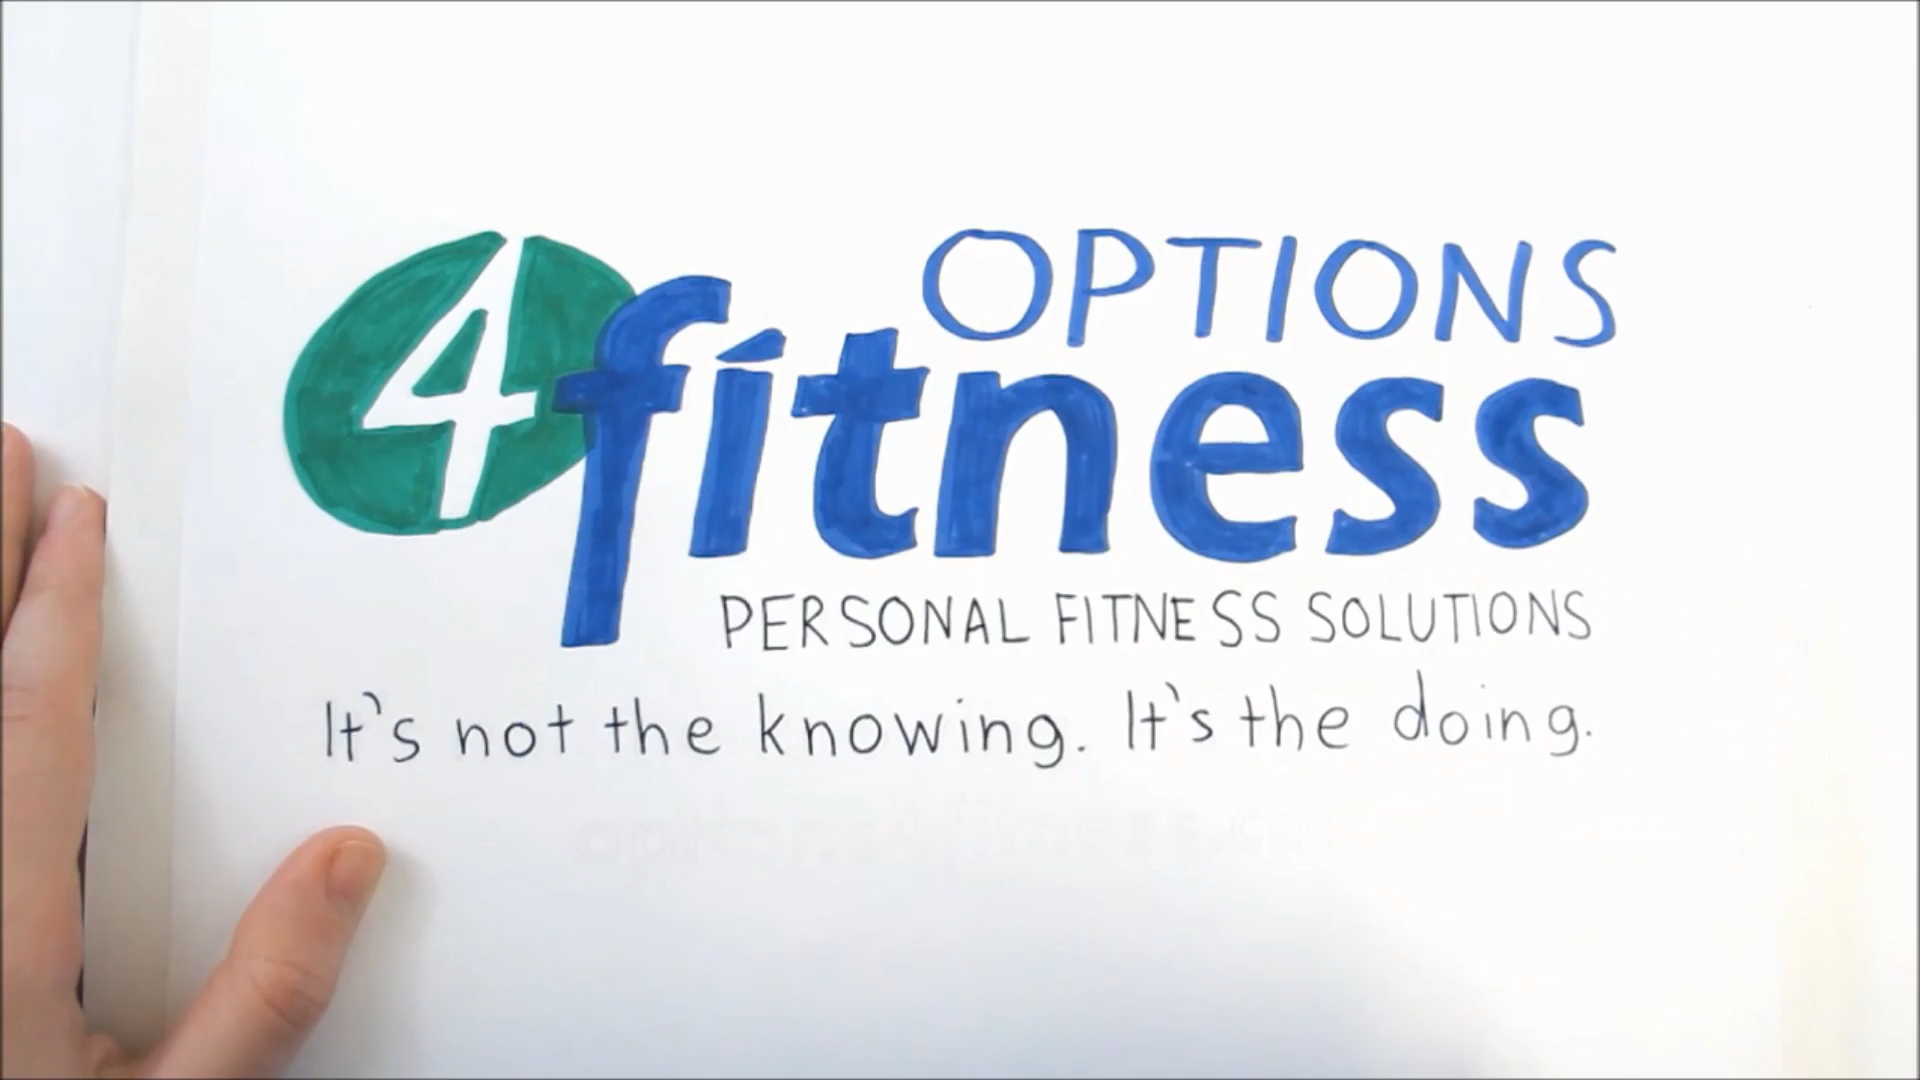 OPTIONS
4fitness
PERSONAL FITNESS SOLUTIONS
It's not the knowing. It's the doing.